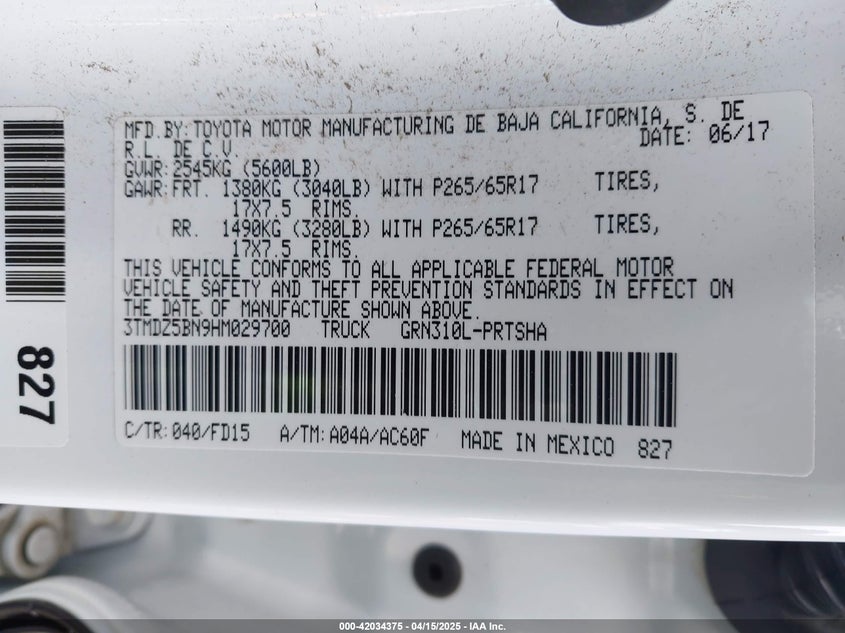 MFD. BY: TOYOTA MOTOR MANUFACTURING DE BAJA CALIFORNIA, S. DE
R.L. DE C.V. DATE: 06/17
GVWR: 2545KG (5600LB)
GAWR: FRT. 1380KG (3040LB) WITH P265/65R17 TIRES,
17X7.5 RIMS.
RR. 1490KG (3280LB) WITH P265/65R17 TIRES,
17X7.5 RIMS.
THIS VEHICLE CONFORMS TO ALL APPLICABLE FEDERAL MOTOR
VEHICLE SAFETY AND THEFT PREVENTION STANDARDS IN EFFECT ON
THE DATE OF MANUFACTURE SHOWN ABOVE.
3TMDZ5BN9HM029700 TRUCK GRN310L-PRTSHA
C/TR: 040/FD15 A/TM: A04A/AC60F MADE IN MEXICO 827
827
000-42034375 - 04/15/2025 - IAA Inc.